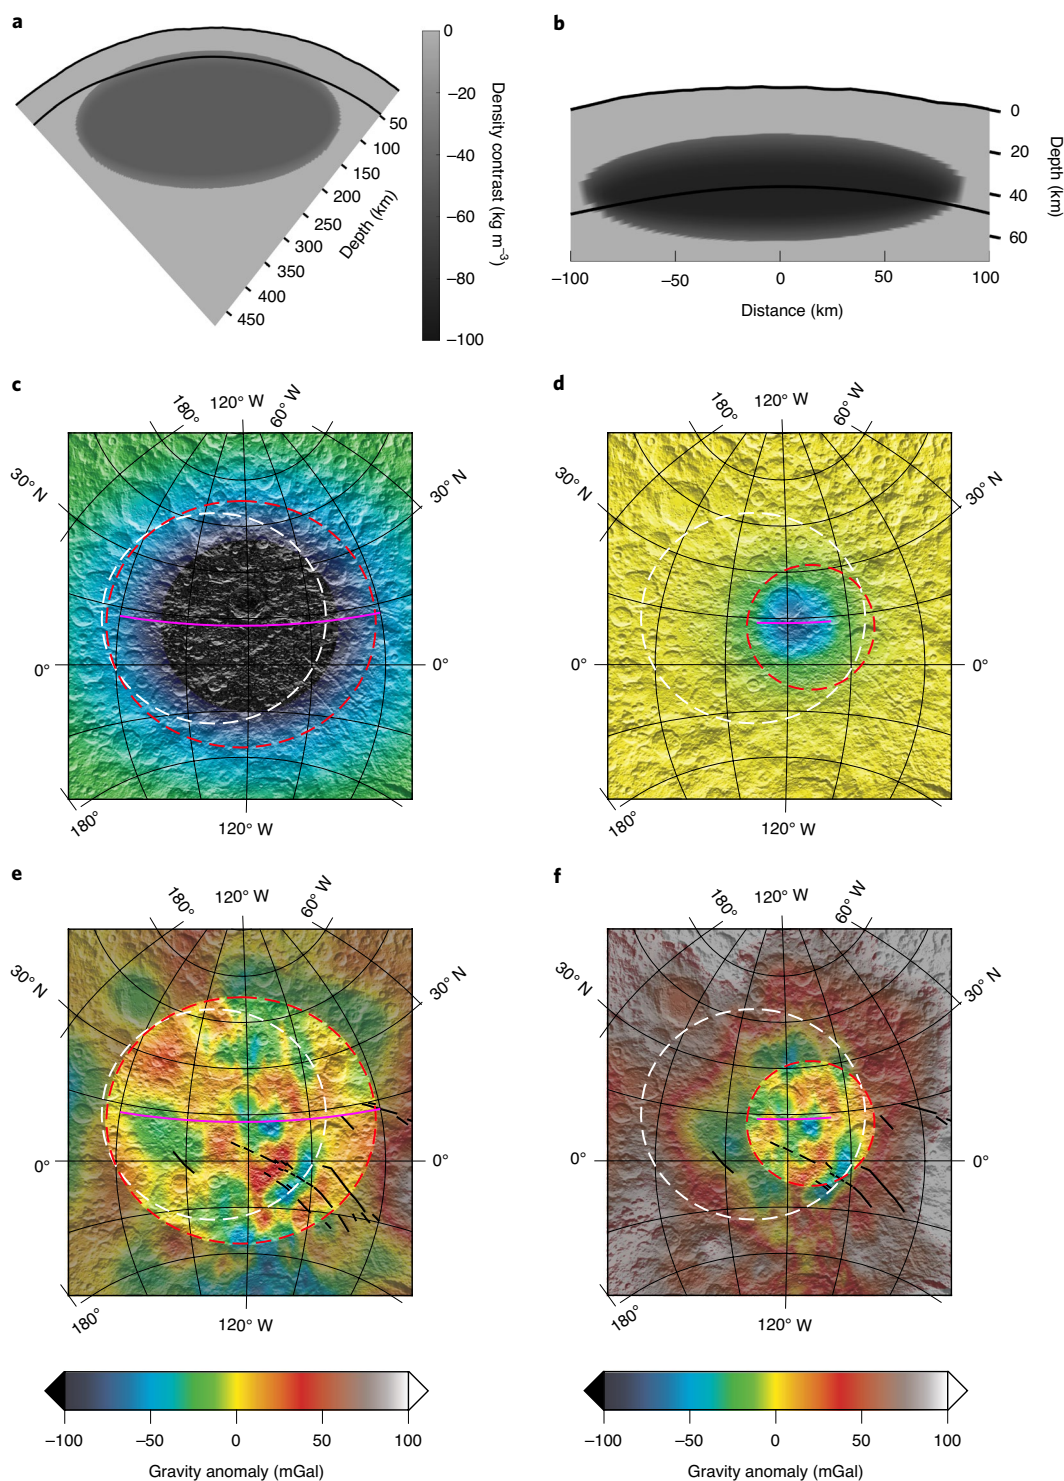 a
0
–20
–40
–60
–80
–100
Density contrast (kg m⁻³)
50
100
150
200
250
300
350
400
450
Depth (km)
b
0
20
40
60
Depth (km)
–100
–50
0
50
100
Distance (km)
c
180°
120° W
60° W
30° N
30° N
0°
0°
180°
120° W
d
180°
120° W
60° W
30° N
30° N
0°
0°
180°
120° W
e
180°
120° W
60° W
30° N
30° N
0°
0°
180°
120° W
f
180°
120° W
60° W
30° N
30° N
0°
0°
180°
120° W
–100
–50
0
50
100
Gravity anomaly (mGal)
–100
–50
0
50
100
Gravity anomaly (mGal)